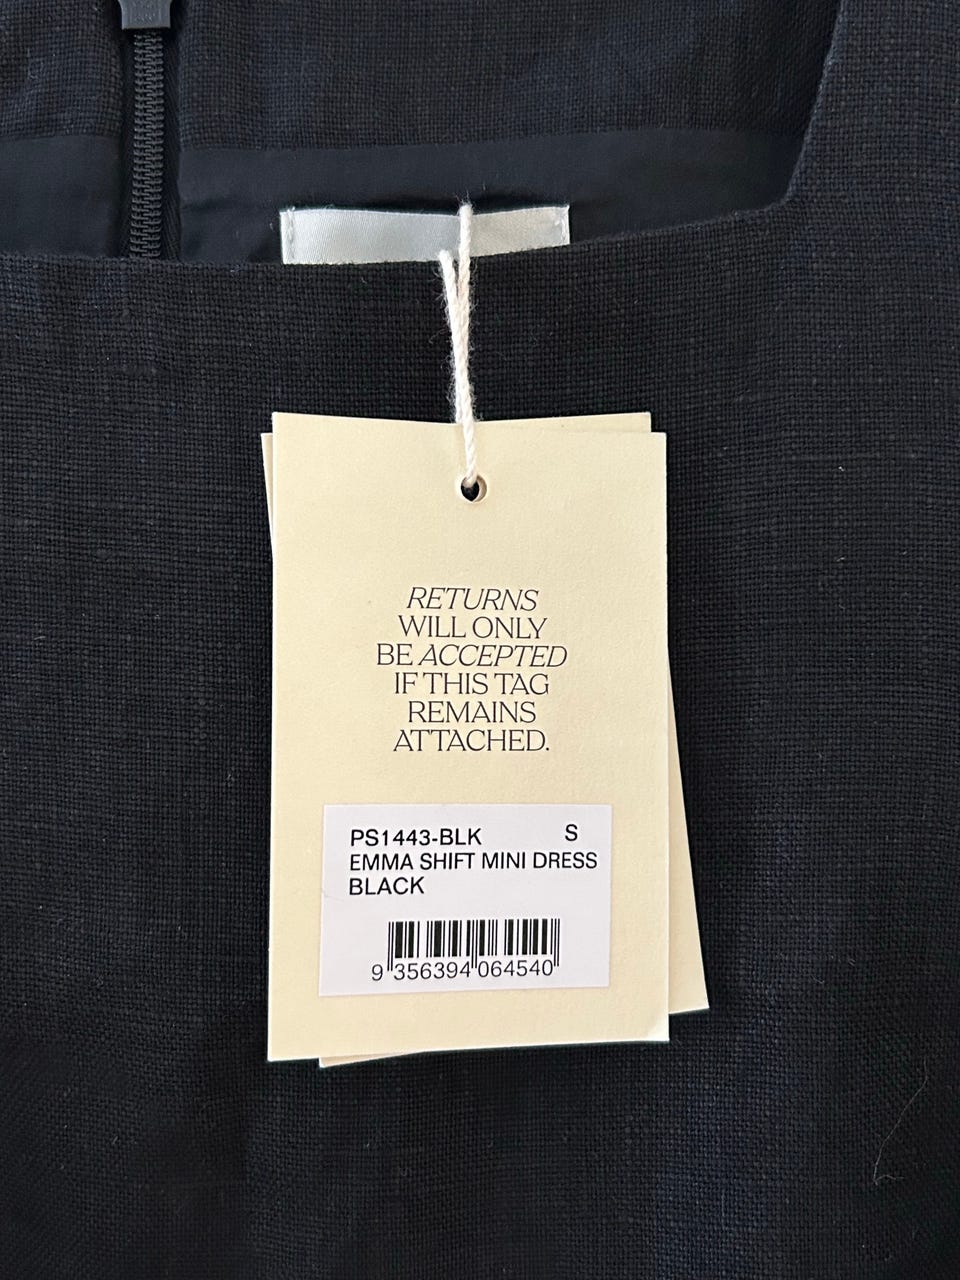 RETURNS
WILL ONLY
BE ACCEPTED
IF THIS TAG
REMAINS
ATTACHED.
PS1443-BLK S
EMMA SHIFT MINI DRESS
BLACK
9 356394 064540